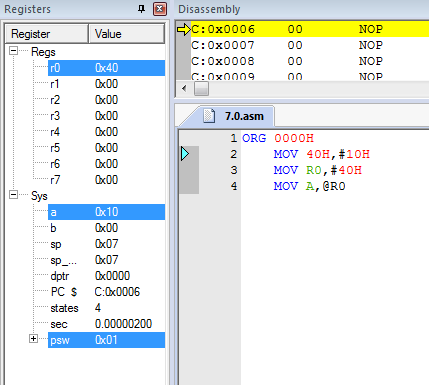 Registers
Register Value
Regs
r0 0x40
r1 0x00
r2 0x00
r3 0x00
r4 0x00
r5 0x00
r6 0x00
r7 0x00
Sys
a 0x10
b 0x00
sp 0x07
sp_... 0x07
dptr 0x0000
PC $ C:0x0006
states 4
sec 0.00000200
psw 0x01
Disassembly
C:0x0006 00 NOP
C:0x0007 00 NOP
C:0x0008 00 NOP
C:0x0009 00 NOP
7.0.asm
1 ORG 0000H
2 MOV 40H,#10H
3 MOV R0,#40H
4 MOV A,@R0